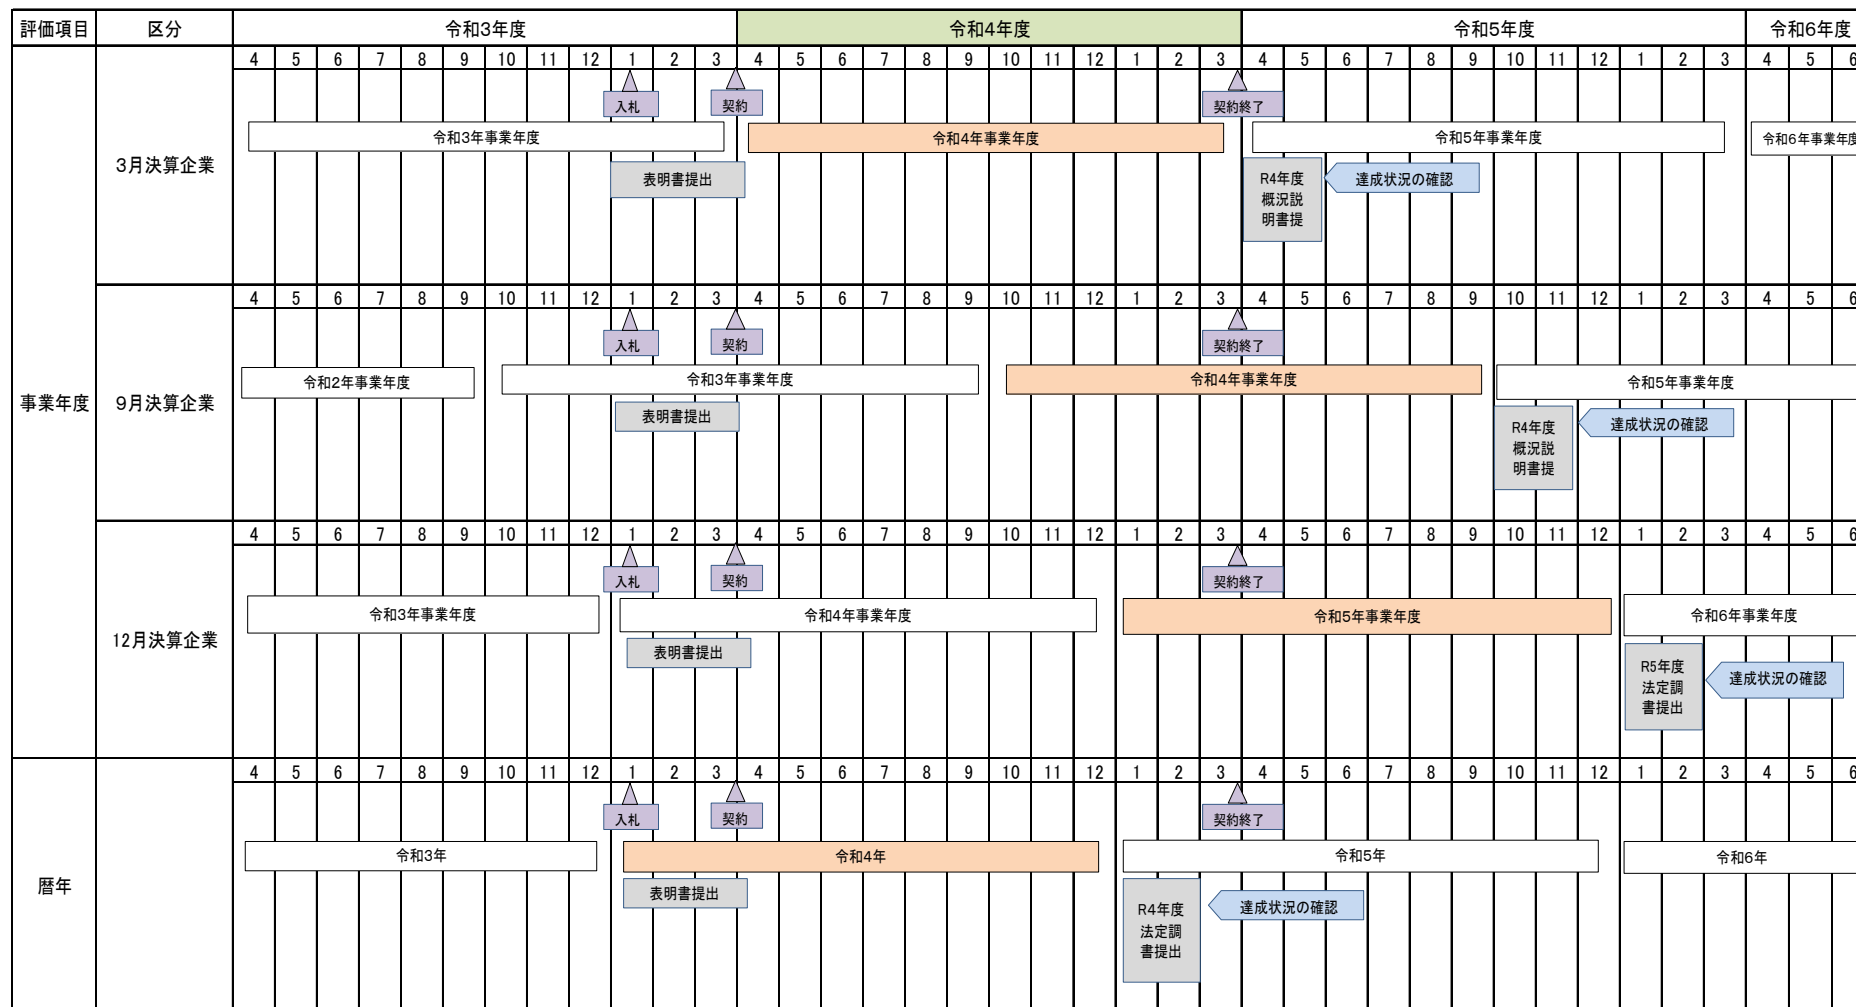 評価項目 区分 令和3年度 令和4年度 令和5年度 令和6年度
4 5 6 7 8 9 10 11 12 1 2 3 4 5 6 7 8 9 10 11 12 1 2 3 4 5 6 7 8 9 10 11 12 1 2 3 4 5 6
入札 契約 契約終了
令和3年事業年度 令和4年事業年度 令和5年事業年度 令和6年事業年度
3月決算企業
表明書提出 R4年度 達成状況の確認
概況説
明書提
4 5 6 7 8 9 10 11 12 1 2 3 4 5 6 7 8 9 10 11 12 1 2 3 4 5 6 7 8 9 10 11 12 1 2 3 4 5 6
入札 契約 契約終了
令和2年事業年度 令和3年事業年度 令和4年事業年度 令和5年事業年度
事業年度 9月決算企業
表明書提出 R4年度 達成状況の確認
概況説
明書提
4 5 6 7 8 9 10 11 12 1 2 3 4 5 6 7 8 9 10 11 12 1 2 3 4 5 6 7 8 9 10 11 12 1 2 3 4 5 6
入札 契約 契約終了
令和3年事業年度 令和4年事業年度 令和5年事業年度 令和6年事業年度
12月決算企業
表明書提出 R5年度 達成状況の確認
法定調
書提出
4 5 6 7 8 9 10 11 12 1 2 3 4 5 6 7 8 9 10 11 12 1 2 3 4 5 6 7 8 9 10 11 12 1 2 3 4 5 6
入札 契約 契約終了
令和3年 令和4年 令和5年 令和6年
暦年
表明書提出 R4年度 達成状況の確認
法定調
書提出